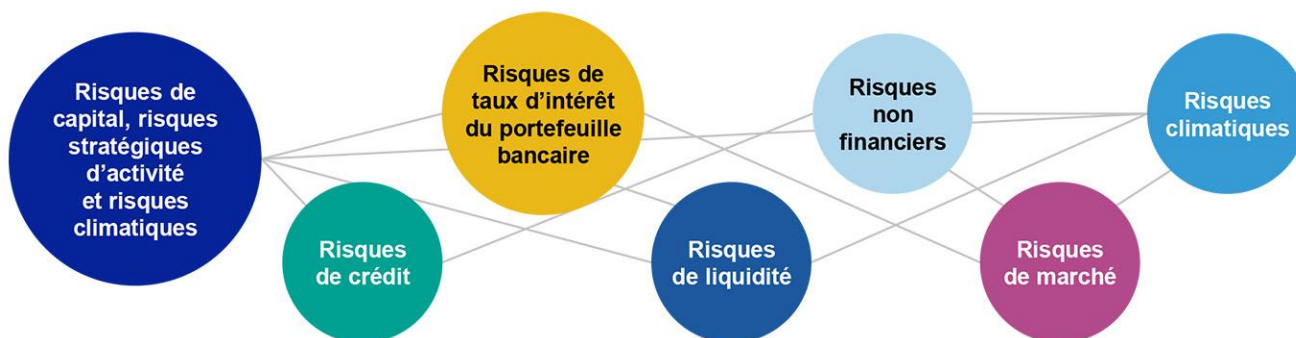 Risques de
capital, risques
stratégiques
d’activité
et risques
climatiques
Risques de
taux d’intérêt
du portefeuille
bancaire
Risques
non
financiers
Risques
climatiques
Risques
de crédit
Risques
de liquidité
Risques
de marché